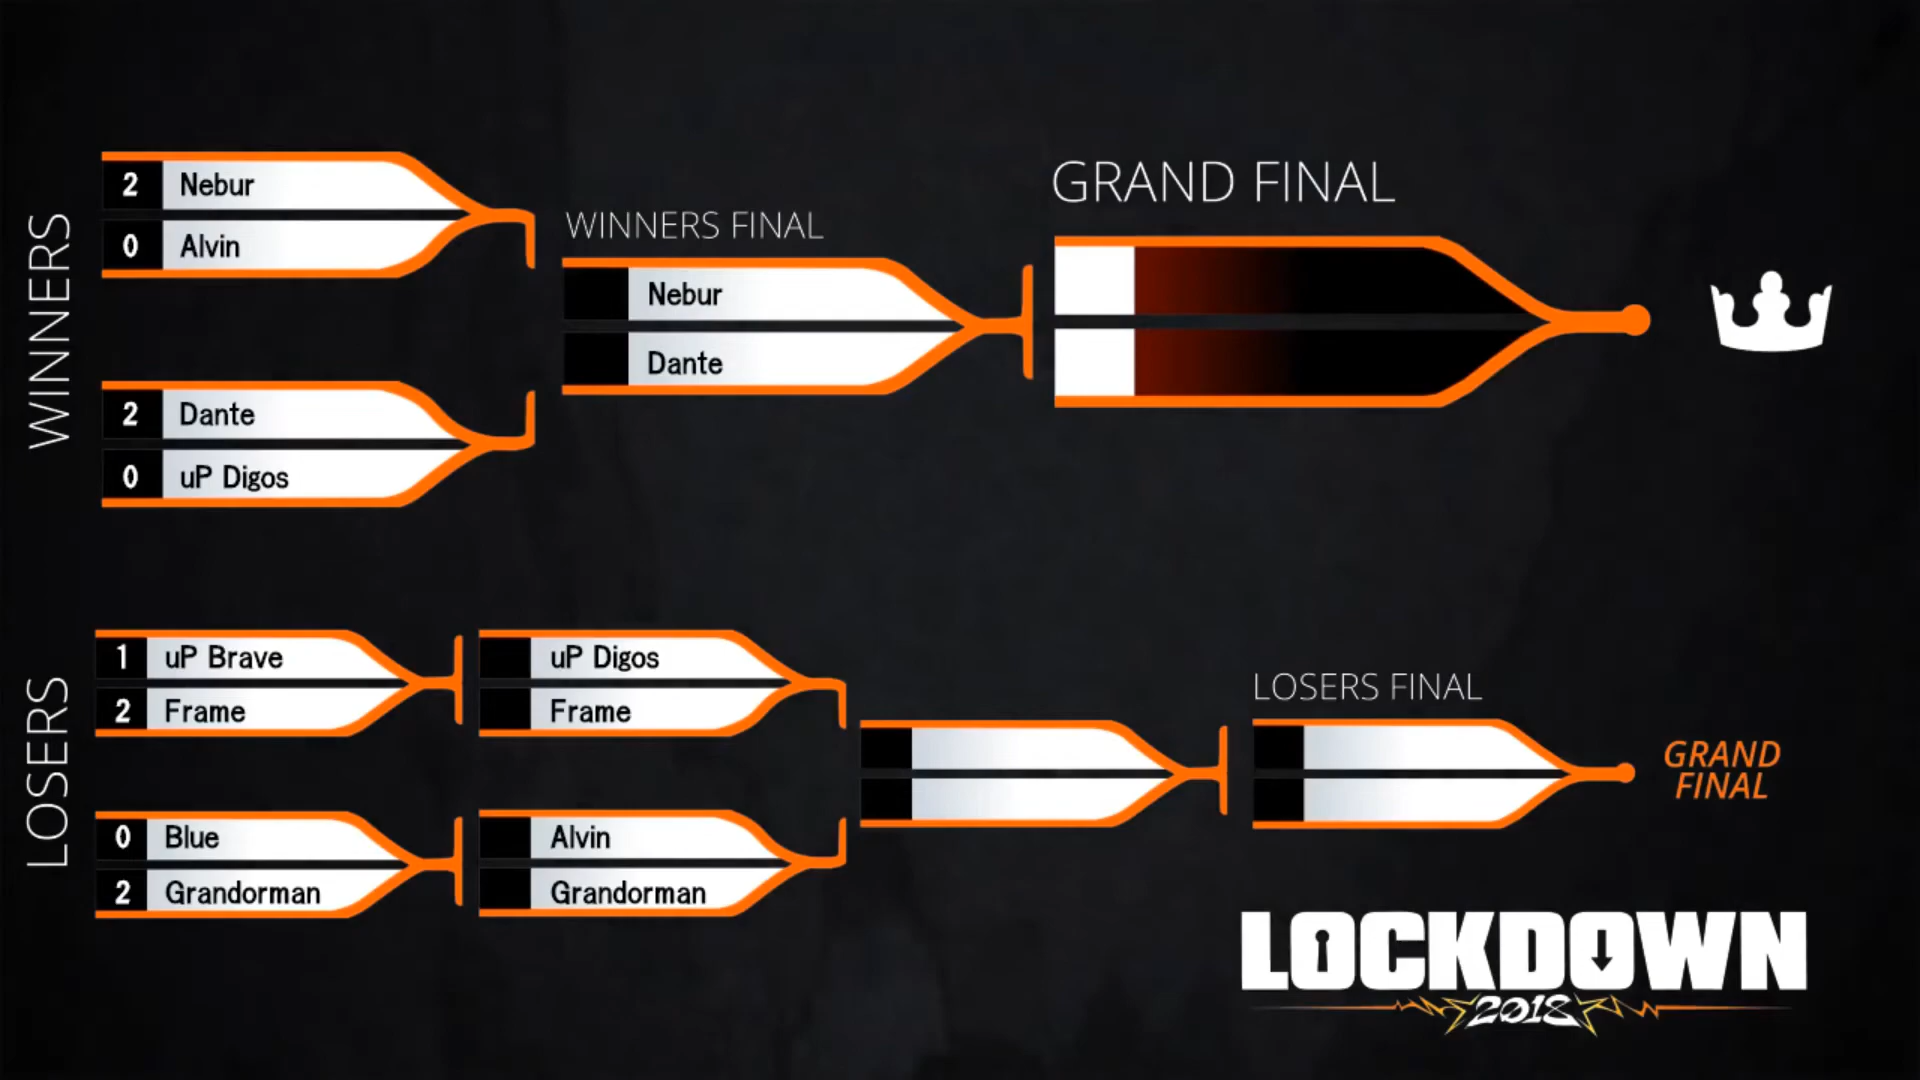 WINNERS
2 Nebur
0 Alvin
2 Dante
0 uP Digos
WINNERS FINAL
Nebur
Dante
GRAND FINAL
LOSERS
1 uP Brave
2 Frame
0 Blue
2 Grandorman
uP Digos
Frame
Alvin
Grandorman
LOSERS FINAL
GRAND
FINAL
LOCKDOWN
2018